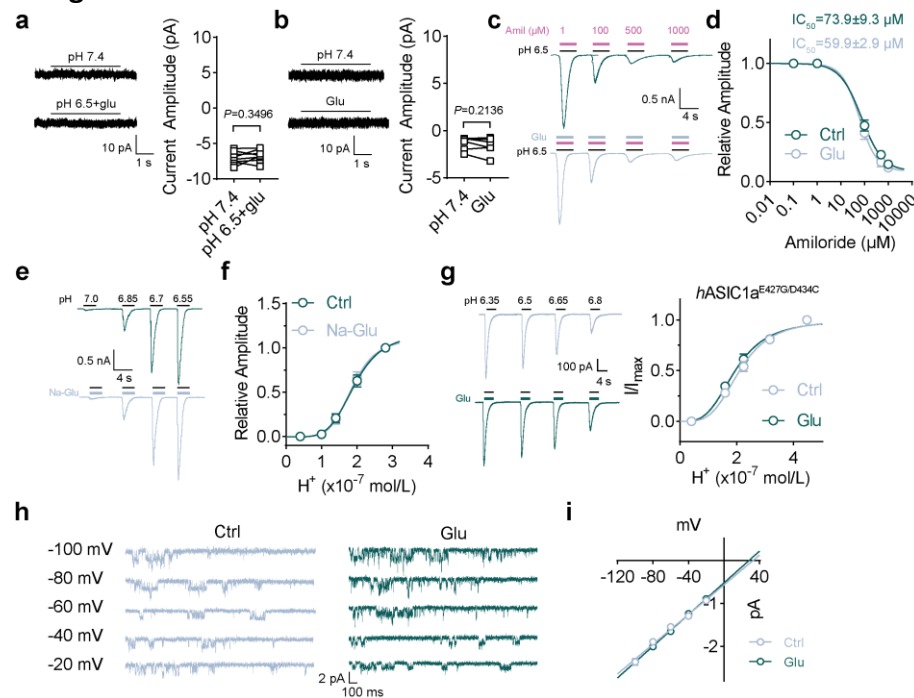 a
pH 7.4
pH 6.5+glu
10 pA
1 s
Current Amplitude (pA)
10
5
0
-5
-10
P=0.3496
pH 7.4
pH 6.5+glu
b
pH 7.4
Glu
10 pA
1 s
Current Amplitude (pA)
10
5
0
-5
P=0.2136
pH 7.4
Glu
c
Amil (µM)
1
100
500
1000
pH 6.5
0.5 nA
4 s
Glu
pH 6.5
d
IC50=73.9±9.3 µM
IC50=59.9±2.9 µM
Relative Amplitude
1.5
1.0
0.5
0.0
Ctrl
Glu
0.01
0.1
1
10
100
1000
10000
Amiloride (µM)
e
pH
7.0
6.85
6.7
6.55
0.5 nA
4 s
Na-Glu
f
Ctrl
Na-Glu
Relative Amplitude
1.5
1.0
0.5
0.0
0 1 2 3 4
H+ (x10-7 mol/L)
g
pH
6.35
6.5
6.65
6.8
100 pA
4 s
Glu
hASIC1aE427G/D434C
I/Imax
1.0
0.5
0.0
Ctrl
Glu
0 2 4
H+ (x10-7 mol/L)
h
Ctrl
Glu
-100 mV
-80 mV
-60 mV
-40 mV
-20 mV
2 pA
100 ms
i
mV
-120 -80 -40 40
-1
-2
pA
Ctrl
Glu